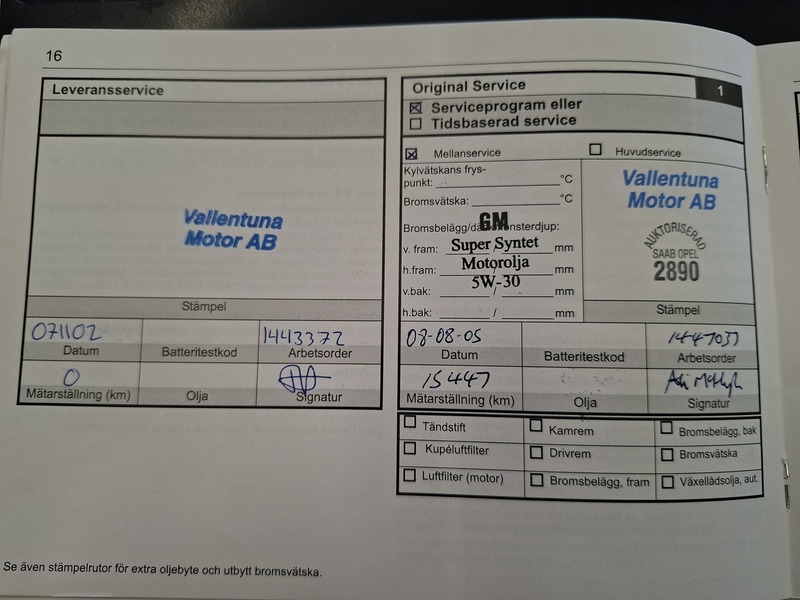 16
Leveransservice
Vallentuna
Motor AB
Stämpel
071102
1443372
Datum
Batteritestkod
Arbetsorder
0
Mätarställning (km)
Olja
Signatur
Original Service
1
Serviceprogram eller
Tidsbaserad service
Mellanservice
Huvudservice
Kylvätskans frys-
punkt: °C
Bromsvätska: °C
Bromsbelägg/
nsterdjup:
GM
v. fram: mm
Super Syntet
h.fram: mm
Motorolja
v.bak: / mm
5W-30
h.bak: / mm
Vallentuna
Motor AB
AUKTORISERAD
SAAB OPEL
2890
Stämpel
08-08-05
1447037
Datum
Batteritestkod
Arbetsorder
15447
Mätarställning (km)
Olja
Signatur
Tändstift
Kamrem
Bromsbelägg, bak
Kupéluftfilter
Drivrem
Bromsvätska
Luftfilter (motor)
Bromsbelägg, fram
Växellådsolja, aut.
Se även stämpelrutor för extra oljebyte och utbytt bromsvätska.